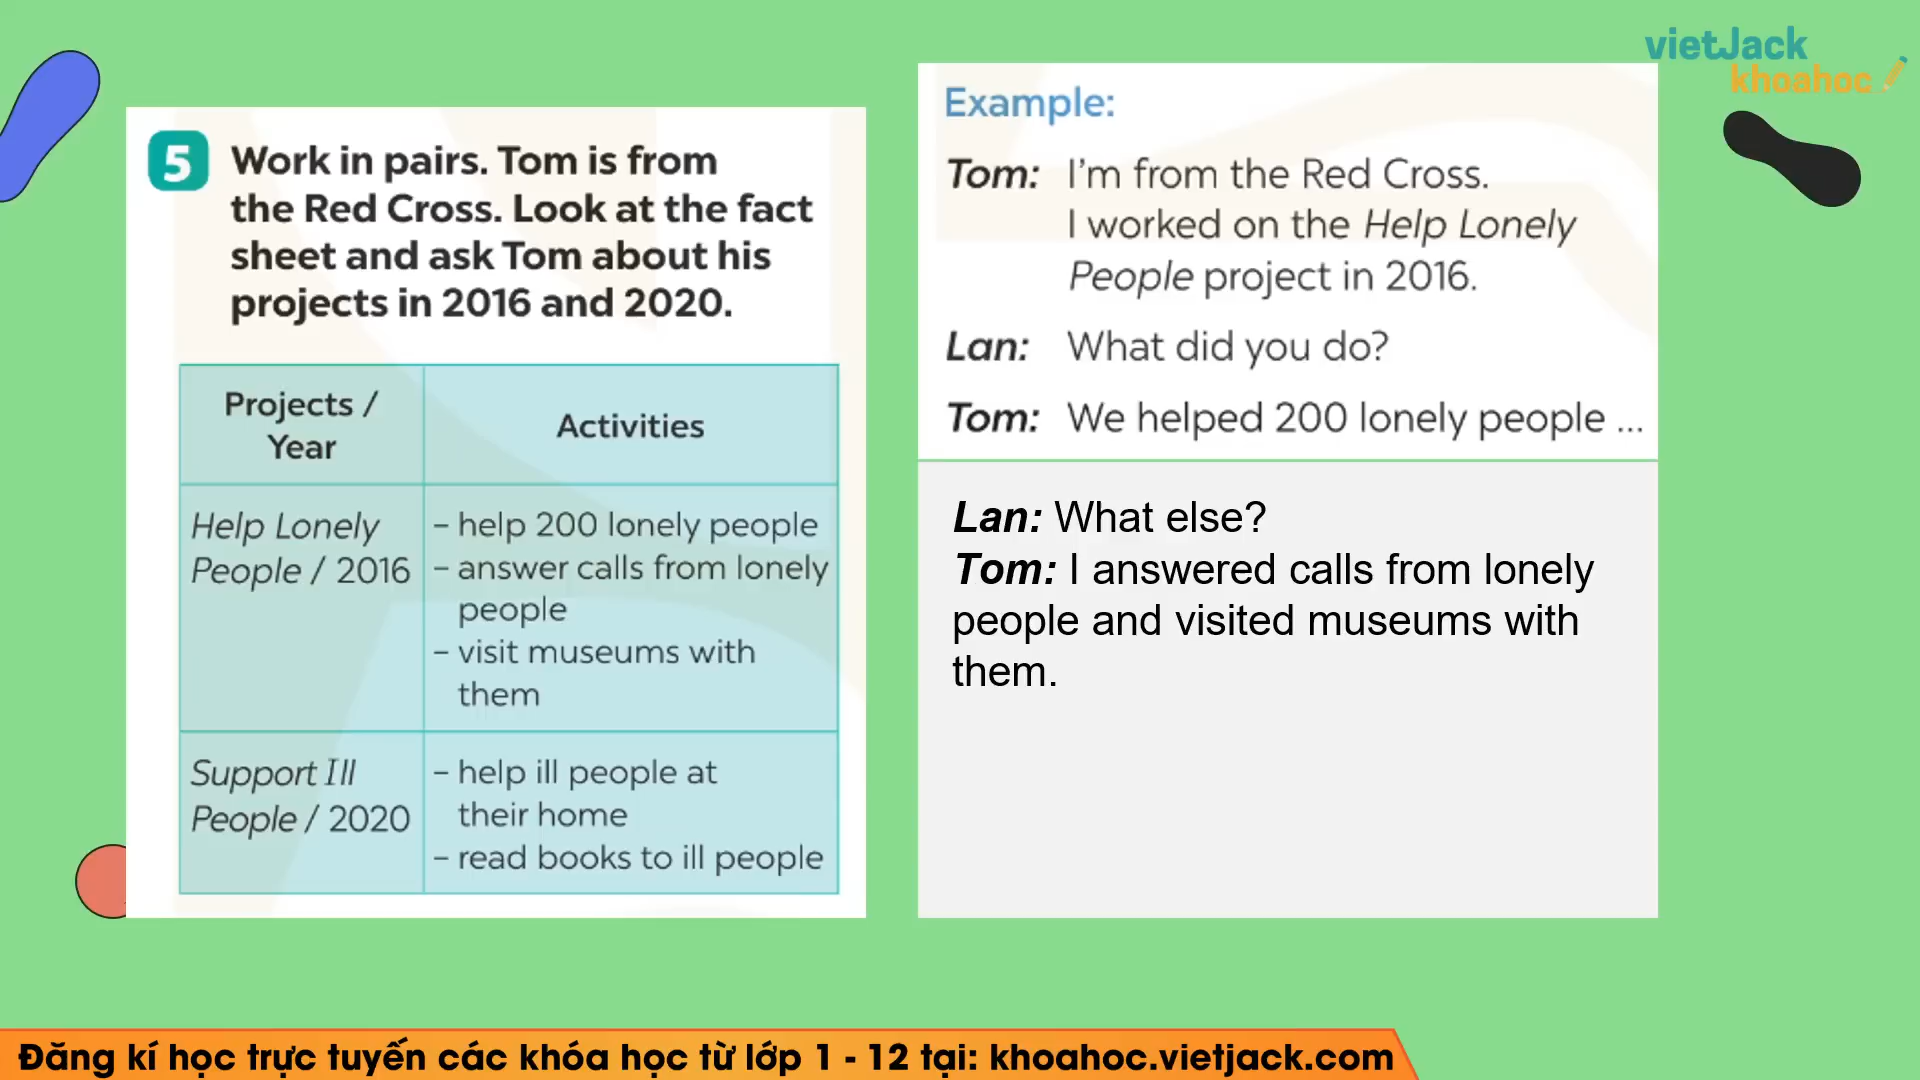 vietJack
khoahoc
5
Work in pairs. Tom is from
the Red Cross. Look at the fact
sheet and ask Tom about his
projects in 2016 and 2020.
Projects /
Year
Activities
Help Lonely
People / 2016
– help 200 lonely people
– answer calls from lonely
people
– visit museums with
them
Support Ill
People / 2020
– help ill people at
their home
– read books to ill people
Example:
Tom: I'm from the Red Cross.
I worked on the Help Lonely
People project in 2016.
Lan: What did you do?
Tom: We helped 200 lonely people ...
Lan: What else?
Tom: I answered calls from lonely
people and visited museums with
them.
Đăng kí học trực tuyến các khóa học từ lớp 1 - 12 tại: khoahoc.vietjack.com